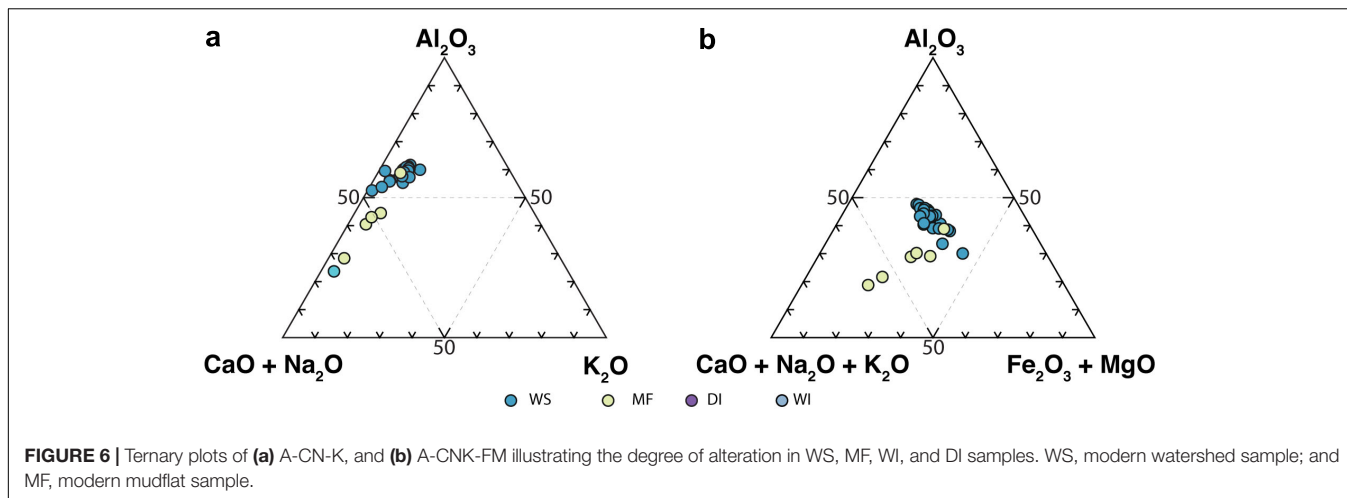 a
b
Al₂O₃
Al₂O₃
50
50
50
50
50
50
CaO + Na₂O
K₂O
CaO + Na₂O + K₂O
Fe₂O₃ + MgO
WS
MF
DI
WI
FIGURE 6 | Ternary plots of (a) A-CN-K, and (b) A-CNK-FM illustrating the degree of alteration in WS, MF, WI, and DI samples. WS, modern watershed sample; and
MF, modern mudflat sample.